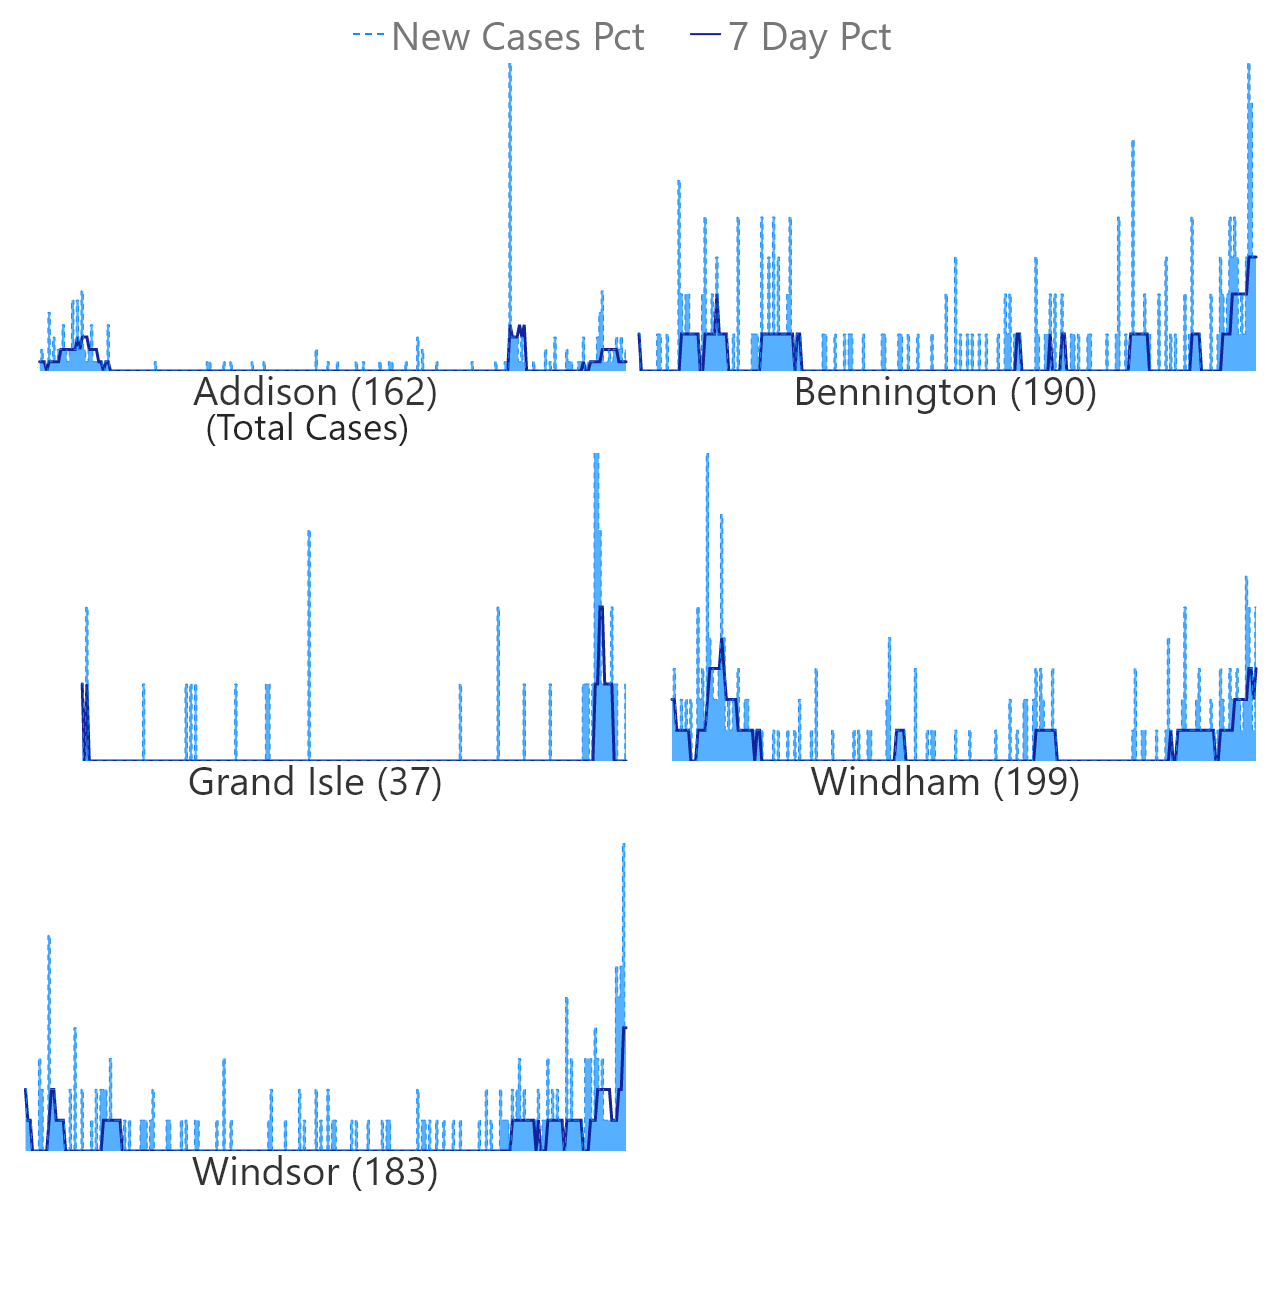 New Cases Pct 7 Day Pct
Addison (162) Bennington (190)
(Total Cases)
Grand Isle (37) Windham (199)
Windsor (183)